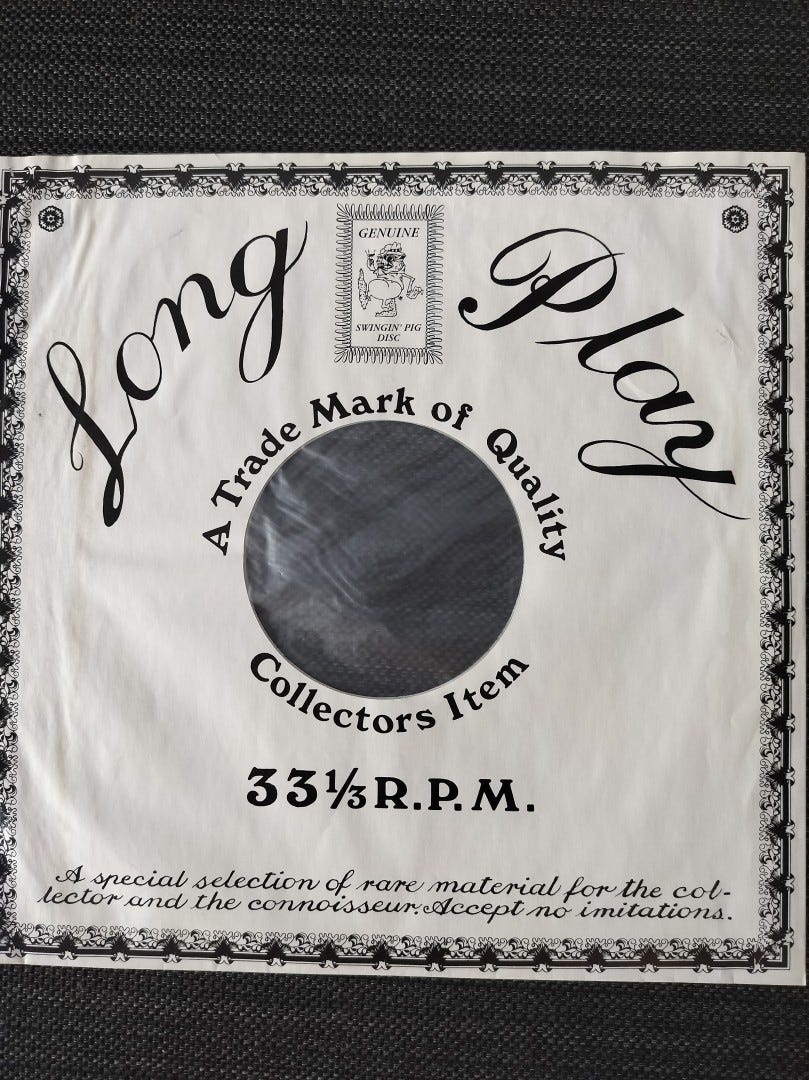 Long Play
GENUINE
SWINGIN' PIG
DISC
A Trade Mark of Quality
Collectors Item
33⅓ R.P.M.
A special selection of rare material for the col-
lector and the connoisseur. Accept no imitations.